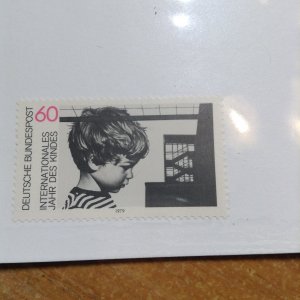 60
DEUTSCHE BUNDESPOST
INTERNATIONALES
JAHR DES KINDES
1979